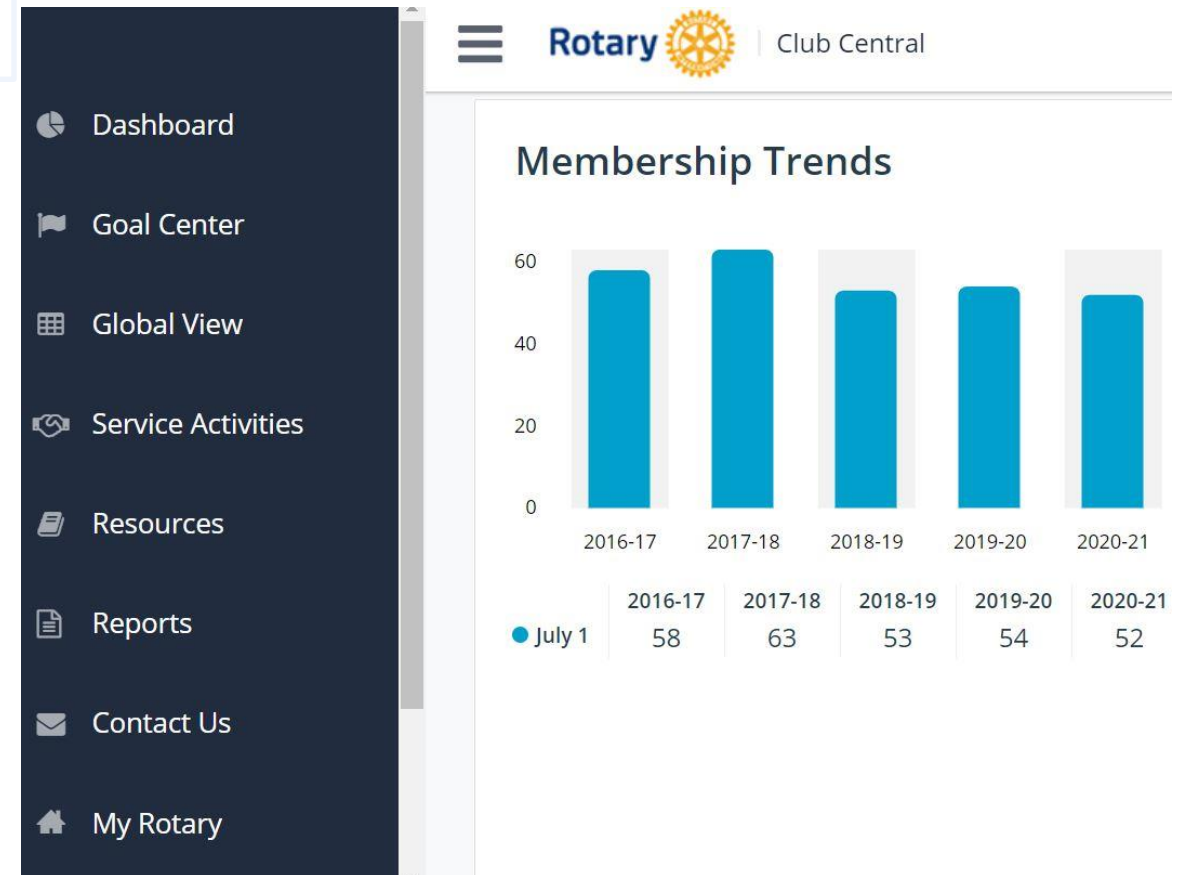 Dashboard
Goal Center
Global View
Service Activities
Resources
Reports
Contact Us
My Rotary
Rotary Club Central
Membership Trends
60
40
20
0
2016-17 2017-18 2018-19 2019-20 2020-21
2016-17 2017-18 2018-19 2019-20 2020-21
July 1 58 63 53 54 52